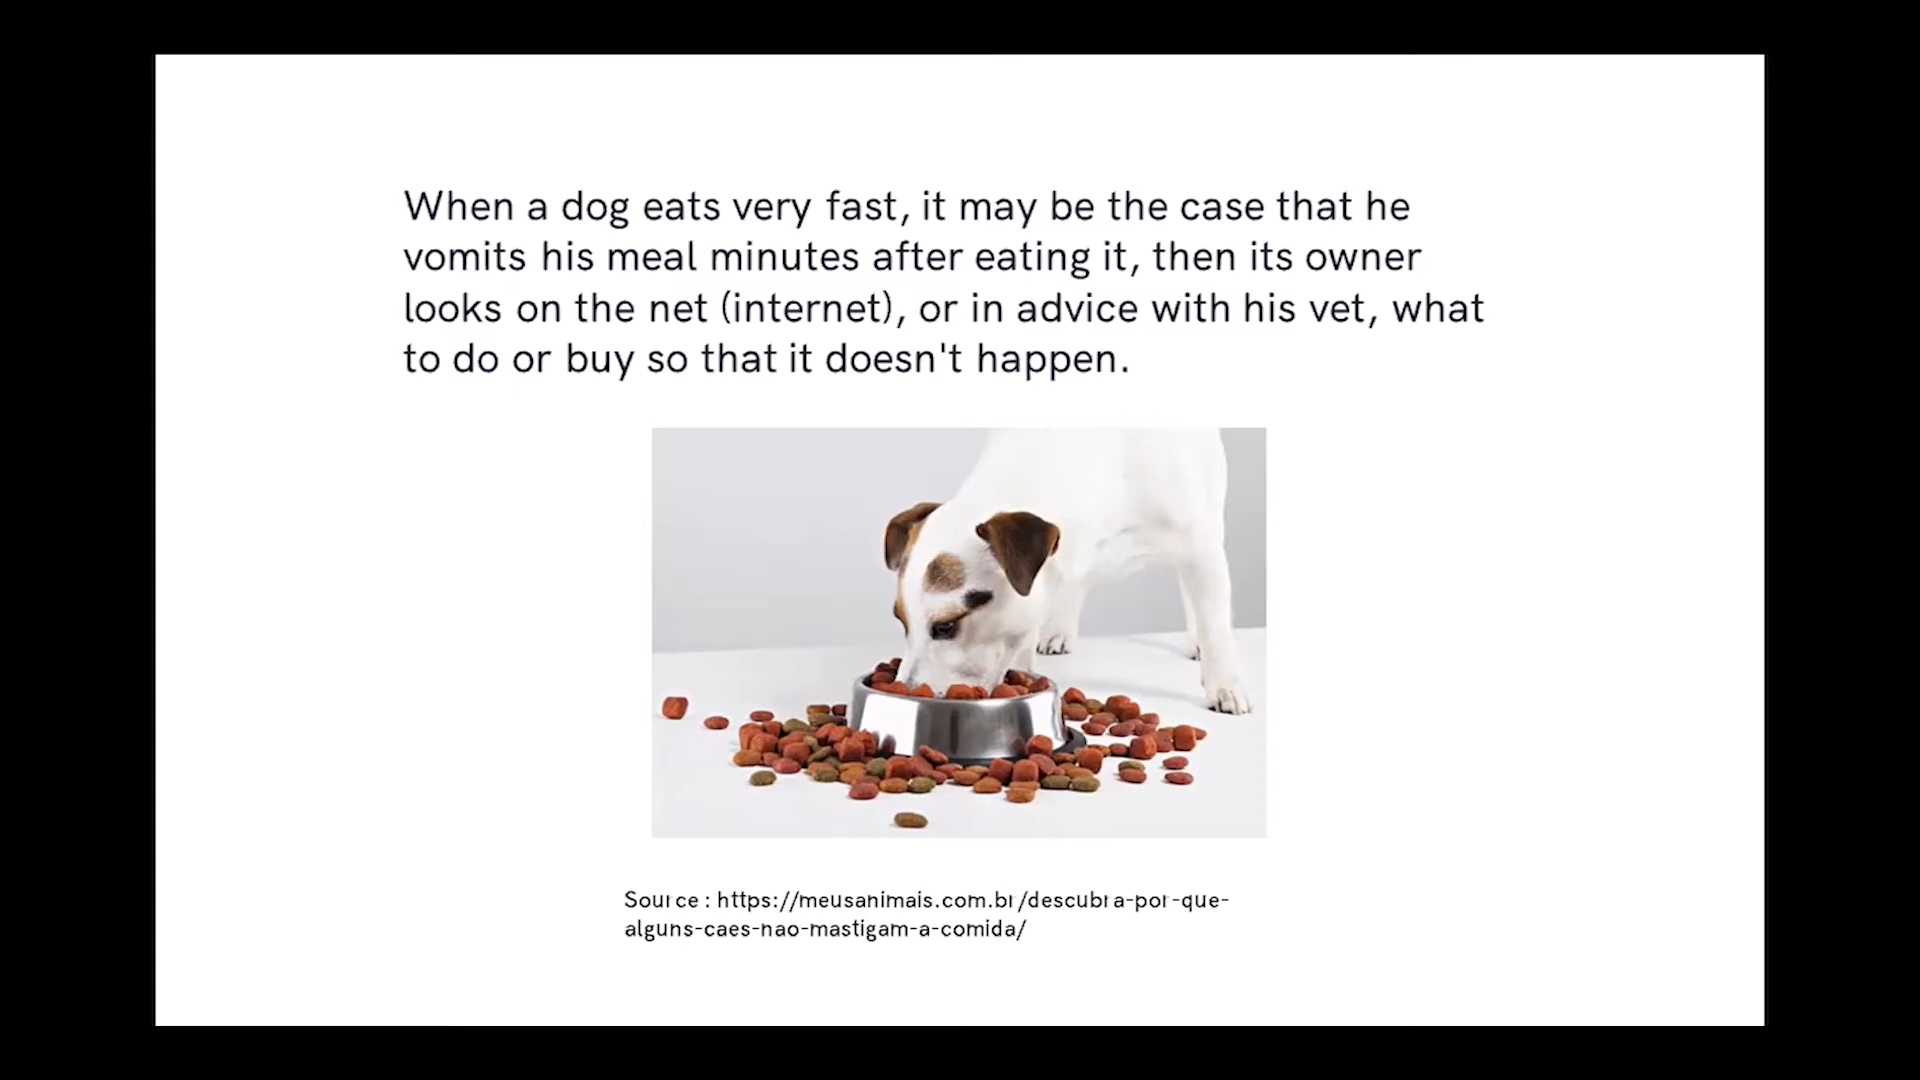 When a dog eats very fast, it may be the case that he
vomits his meal minutes after eating it, then its owner
looks on the net (internet), or in advice with his vet, what
to do or buy so that it doesn't happen.
Source : https://meusanimais.com.br/descubra-por-que-
alguns-caes-nao-mastigam-a-comida/